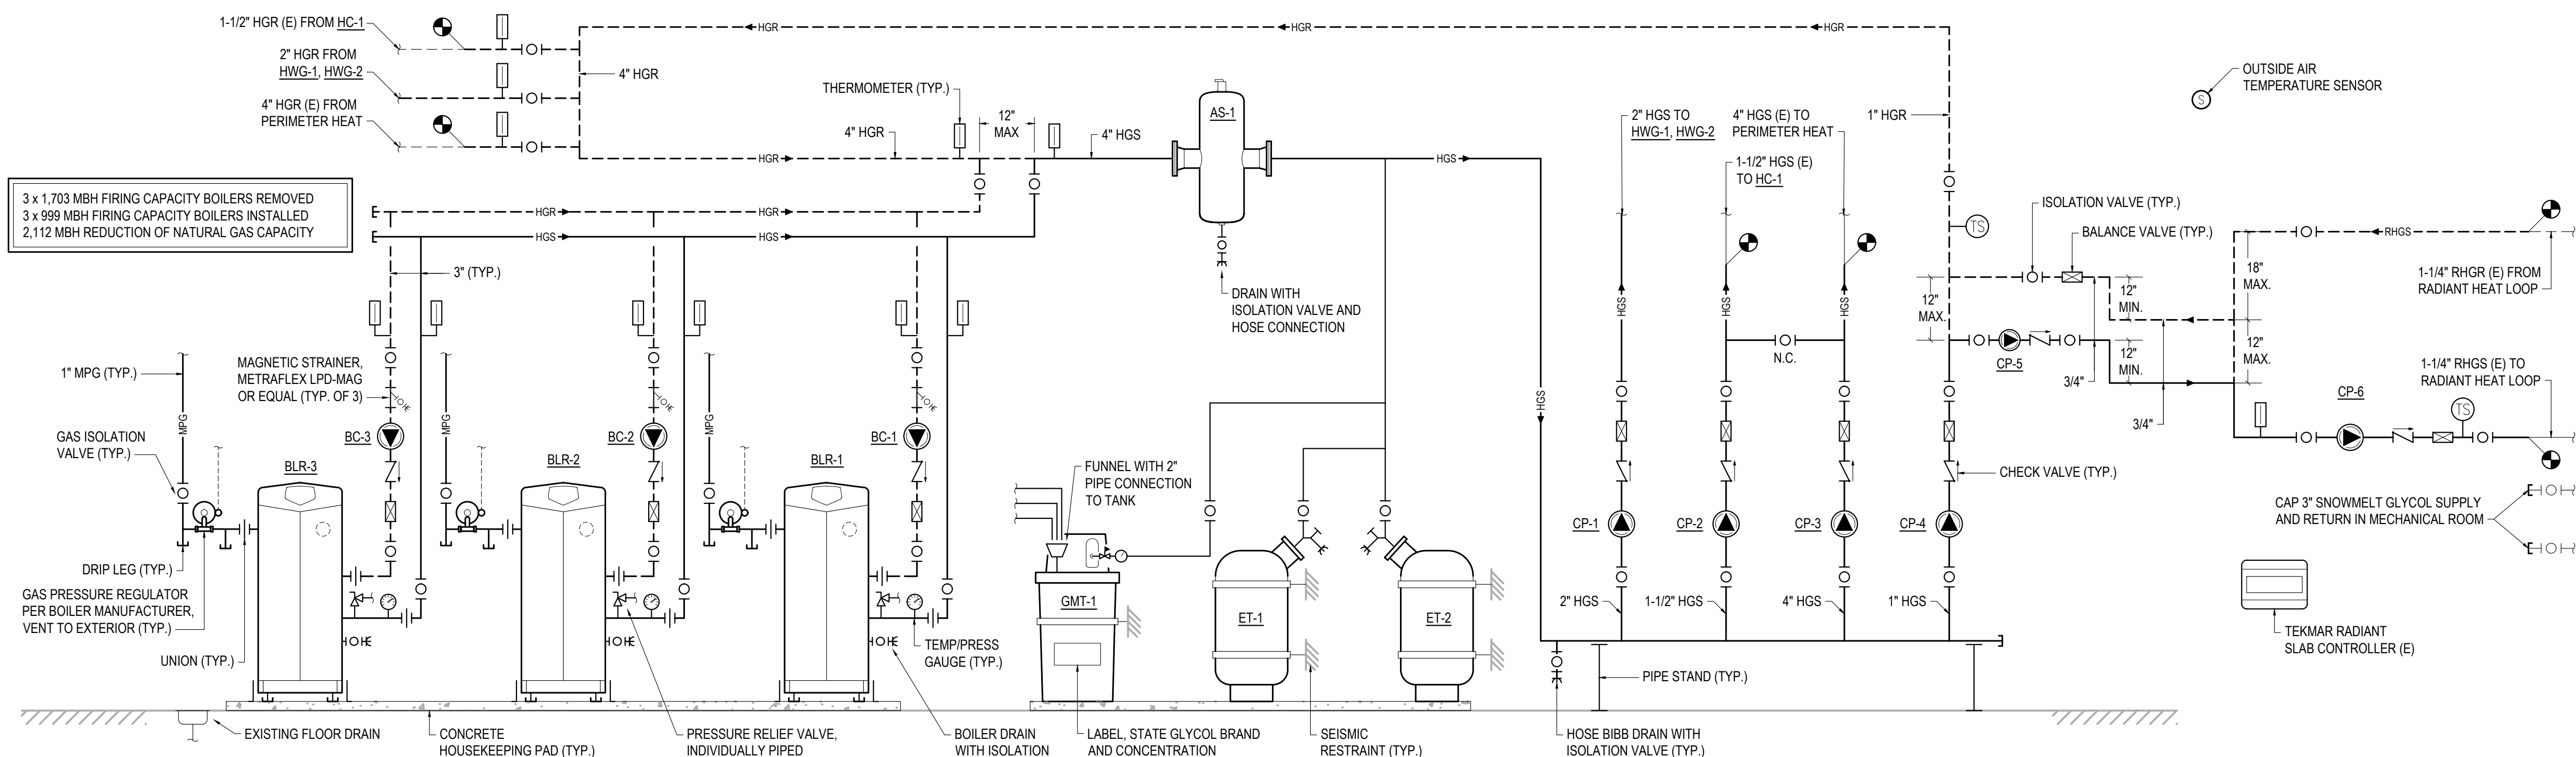 1-1/2" HGR (E) FROM HC-1
2" HGR FROM
HWG-1, HWG-2
4" HGR (E) FROM
PERIMETER HEAT
4" HGR
HGR
HGR
HGR
THERMOMETER (TYP.)
12"
MAX
4" HGR
4" HGS
HGR
AS-1
HGS
3 x 1,703 MBH FIRING CAPACITY BOILERS REMOVED
3 x 999 MBH FIRING CAPACITY BOILERS INSTALLED
2,112 MBH REDUCTION OF NATURAL GAS CAPACITY
HGR
HGR
HGS
HGS
3" (TYP.)
DRAIN WITH
ISOLATION VALVE AND
HOSE CONNECTION
1" MPG (TYP.)
MPG
MPG
MPG
MAGNETIC STRAINER,
METRAFLEX LPD-MAG
OR EQUAL (TYP. OF 3)
GAS ISOLATION
VALVE (TYP.)
BC-3
BC-2
BC-1
BLR-3
BLR-2
BLR-1
DRIP LEG (TYP.)
GAS PRESSURE REGULATOR
PER BOILER MANUFACTURER,
VENT TO EXTERIOR (TYP.)
UNION (TYP.)
TEMP/PRESS
GAUGE (TYP.)
EXISTING FLOOR DRAIN
CONCRETE
HOUSEKEEPING PAD (TYP.)
PRESSURE RELIEF VALVE,
INDIVIDUALLY PIPED
BOILER DRAIN
WITH ISOLATION
FUNNEL WITH 2"
PIPE CONNECTION
TO TANK
GMT-1
ET-1
ET-2
LABEL, STATE GLYCOL BRAND
AND CONCENTRATION
SEISMIC
RESTRAINT (TYP.)
HGS
2" HGS TO
HWG-1, HWG-2
4" HGS (E) TO
PERIMETER HEAT
1-1/2" HGS (E)
TO HC-1
1" HGR
HGS
HGS
HGS
N.C.
CP-1
CP-2
CP-3
CP-4
CHECK VALVE (TYP.)
2" HGS
1-1/2" HGS
4" HGS
1" HGS
PIPE STAND (TYP.)
HOSE BIBB DRAIN WITH
ISOLATION VALVE (TYP.)
OUTSIDE AIR
TEMPERATURE SENSOR
S
ISOLATION VALVE (TYP.)
TS
BALANCE VALVE (TYP.)
RHGS
12"
MAX.
12"
MIN.
18"
MAX.
1-1/4" RHGR (E) FROM
RADIANT HEAT LOOP
CP-5
12"
MIN.
12"
MAX.
3/4"
3/4"
1-1/4" RHGS (E) TO
RADIANT HEAT LOOP
CP-6
TS
CAP 3" SNOWMELT GLYCOL SUPPLY
AND RETURN IN MECHANICAL ROOM
TEKMAR RADIANT
SLAB CONTROLLER (E)